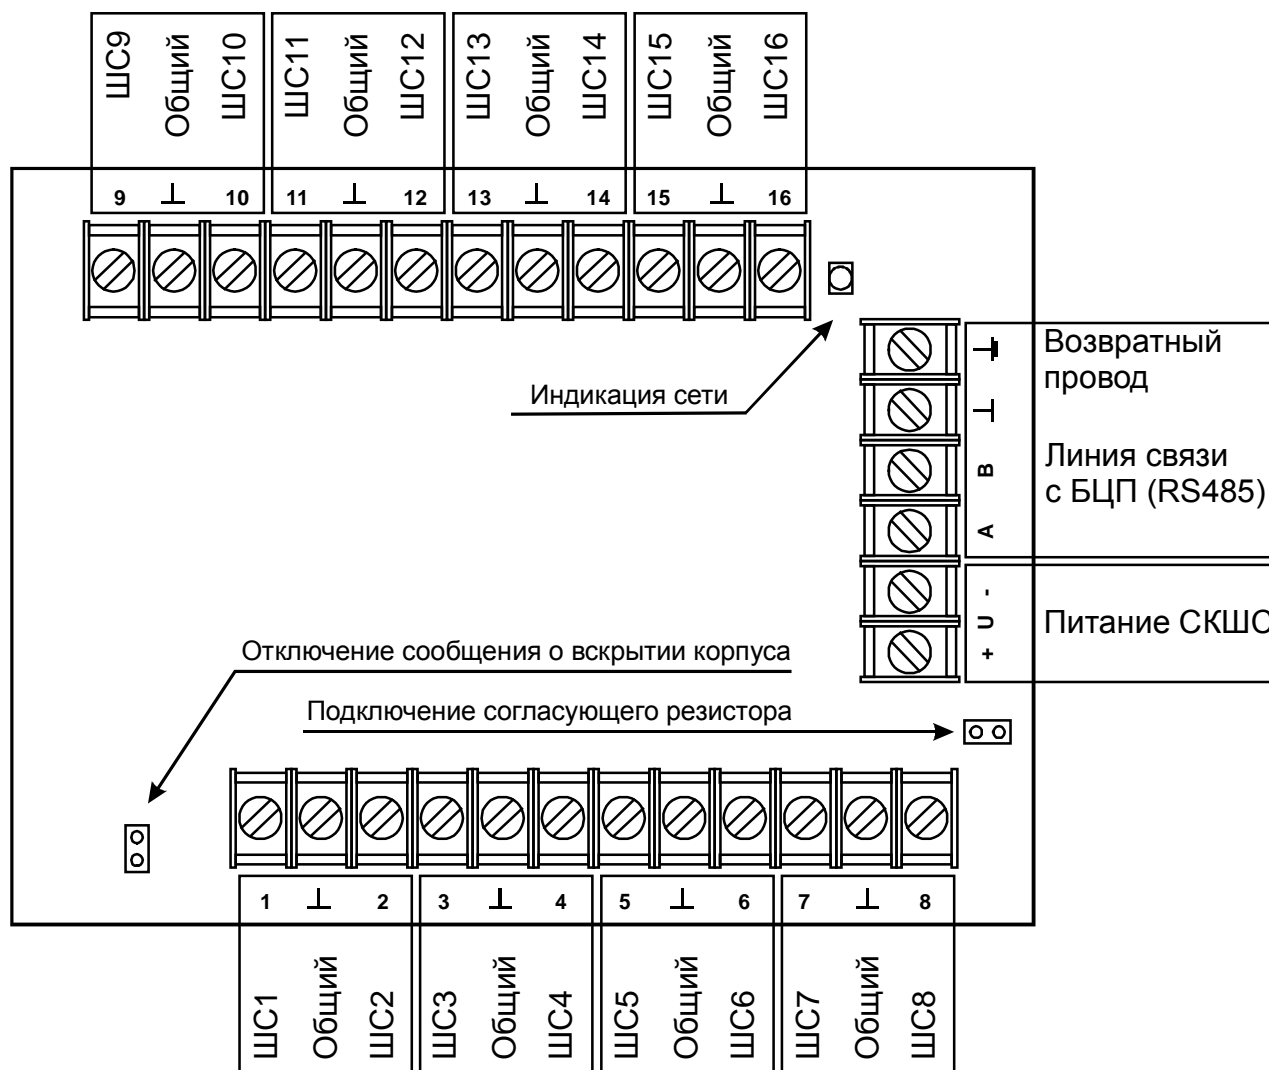 ШС9 Общий ШС10 ШС11 Общий ШС12 ШС13 Общий ШС14 ШС15 Общий ШС16
9 ⊥ 10 11 ⊥ 12 13 ⊥ 14 15 ⊥ 16
Индикация сети
Возвратный
провод
⊥
⊥
Линия связи
с БЦП (RS485)
B
A
Питание СКШС
- U +
Отключение сообщения о вскрытии корпуса
Подключение согласующего резистора
1 ⊥ 2 3 ⊥ 4 5 ⊥ 6 7 ⊥ 8
ШС1 Общий ШС2 ШС3 Общий ШС4 ШС5 Общий ШС6 ШС7 Общий ШС8